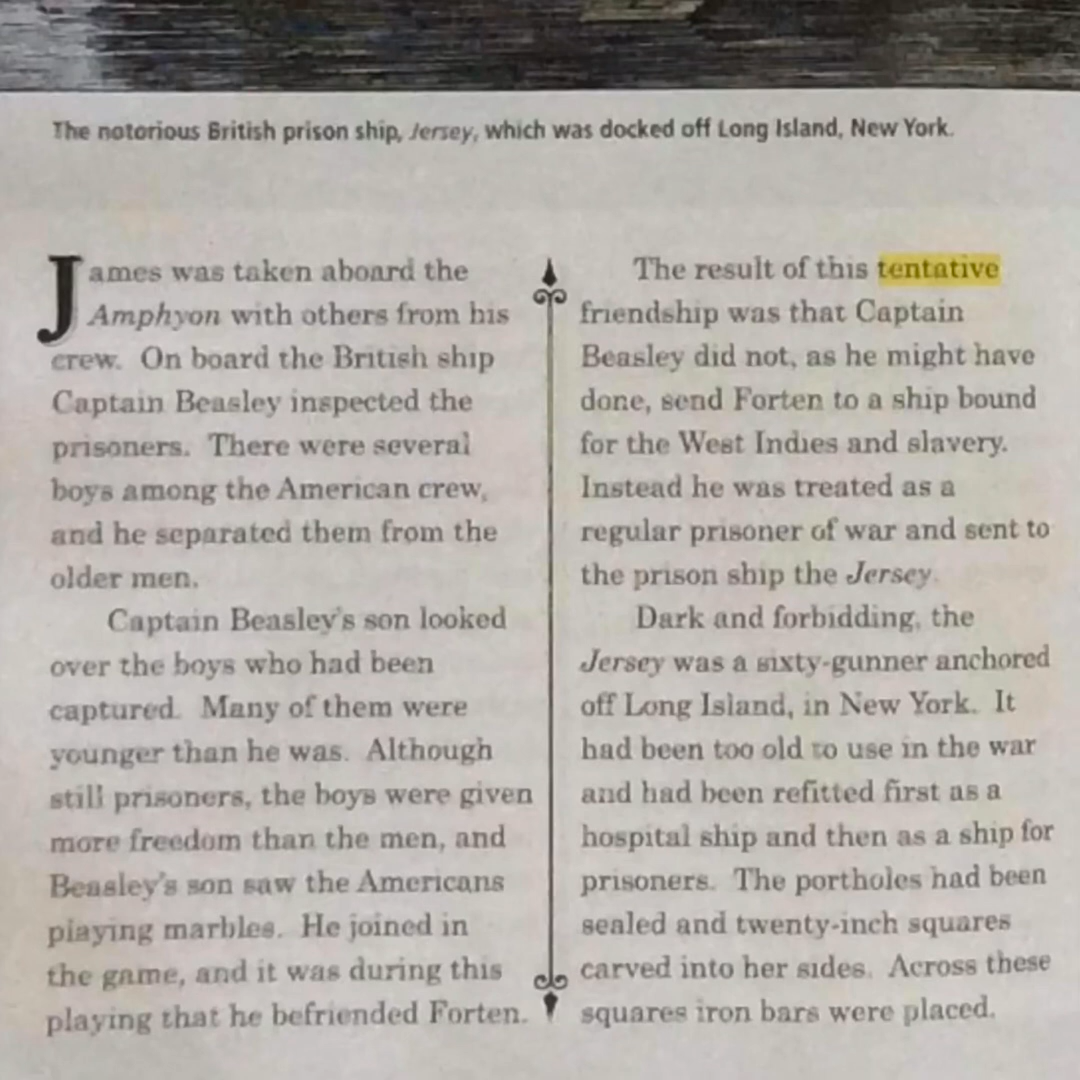 The notorious British prison ship, Jersey, which was docked off Long Island, New York.
James was taken aboard the
Amphyon with others from his
crew. On board the British ship
Captain Beasley inspected the
prisoners. There were several
boys among the American crew,
and he separated them from the
older men.
Captain Beasley's son looked
over the boys who had been
captured. Many of them were
younger than he was. Although
still prisoners, the boys were given
more freedom than the men, and
Beasley's son saw the Americans
playing marbles. He joined in
the game, and it was during this
playing that he befriended Forten.
The result of this tentative
friendship was that Captain
Beasley did not, as he might have
done, send Forten to a ship bound
for the West Indies and slavery.
Instead he was treated as a
regular prisoner of war and sent to
the prison ship the Jersey.
Dark and forbidding, the
Jersey was a sixty-gunner anchored
off Long Island, in New York. It
had been too old to use in the war
and had been refitted first as a
hospital ship and then as a ship for
prisoners. The portholes had been
sealed and twenty-inch squares
carved into her sides. Across these
squares iron bars were placed.